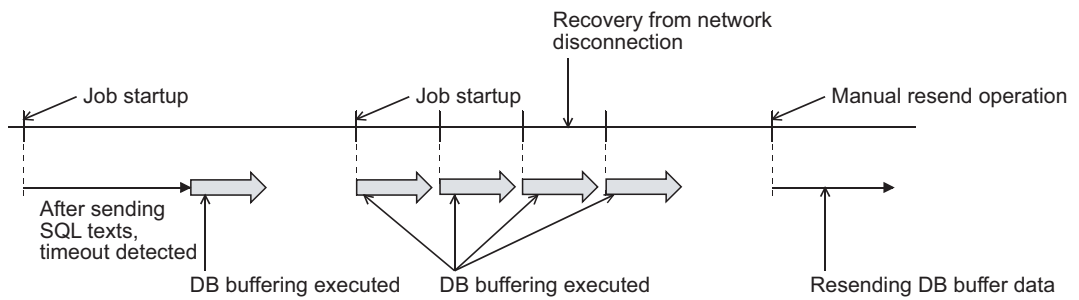 Recovery from network
disconnection
Job startup
Job startup
Manual resend operation
After sending
SQL texts,
timeout detected
DB buffering executed
DB buffering executed
Resending DB buffer data